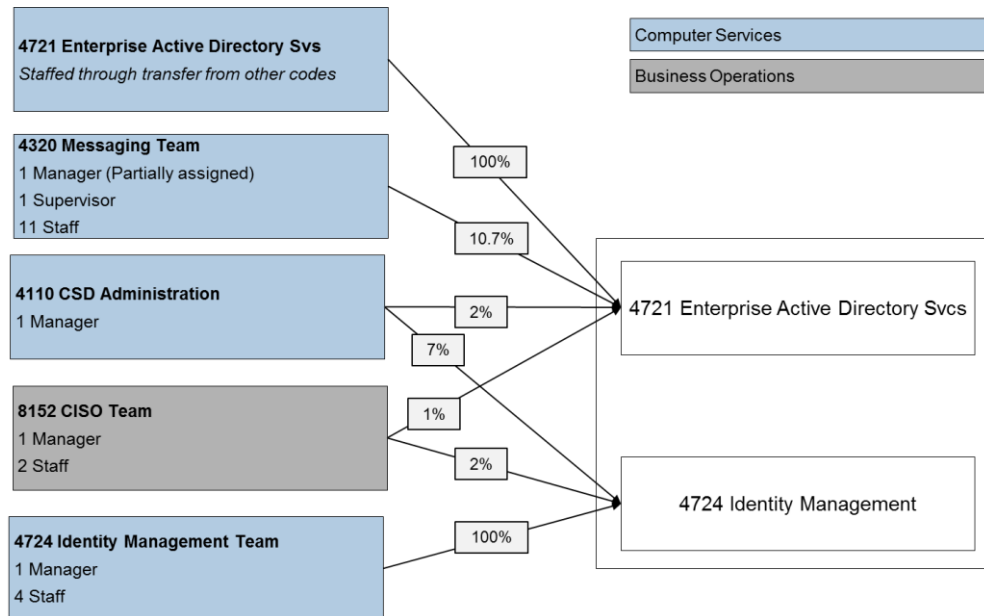 4721 Enterprise Active Directory Svs
Staffed through transfer from other codes
Computer Services
Business Operations
4320 Messaging Team
1 Manager (Partially assigned)
1 Supervisor
11 Staff
100%
10.7%
4110 CSD Administration
1 Manager
2%
7%
4721 Enterprise Active Directory Svcs
8152 CISO Team
1 Manager
2 Staff
1%
2%
4724 Identity Management
4724 Identity Management Team
1 Manager
4 Staff
100%